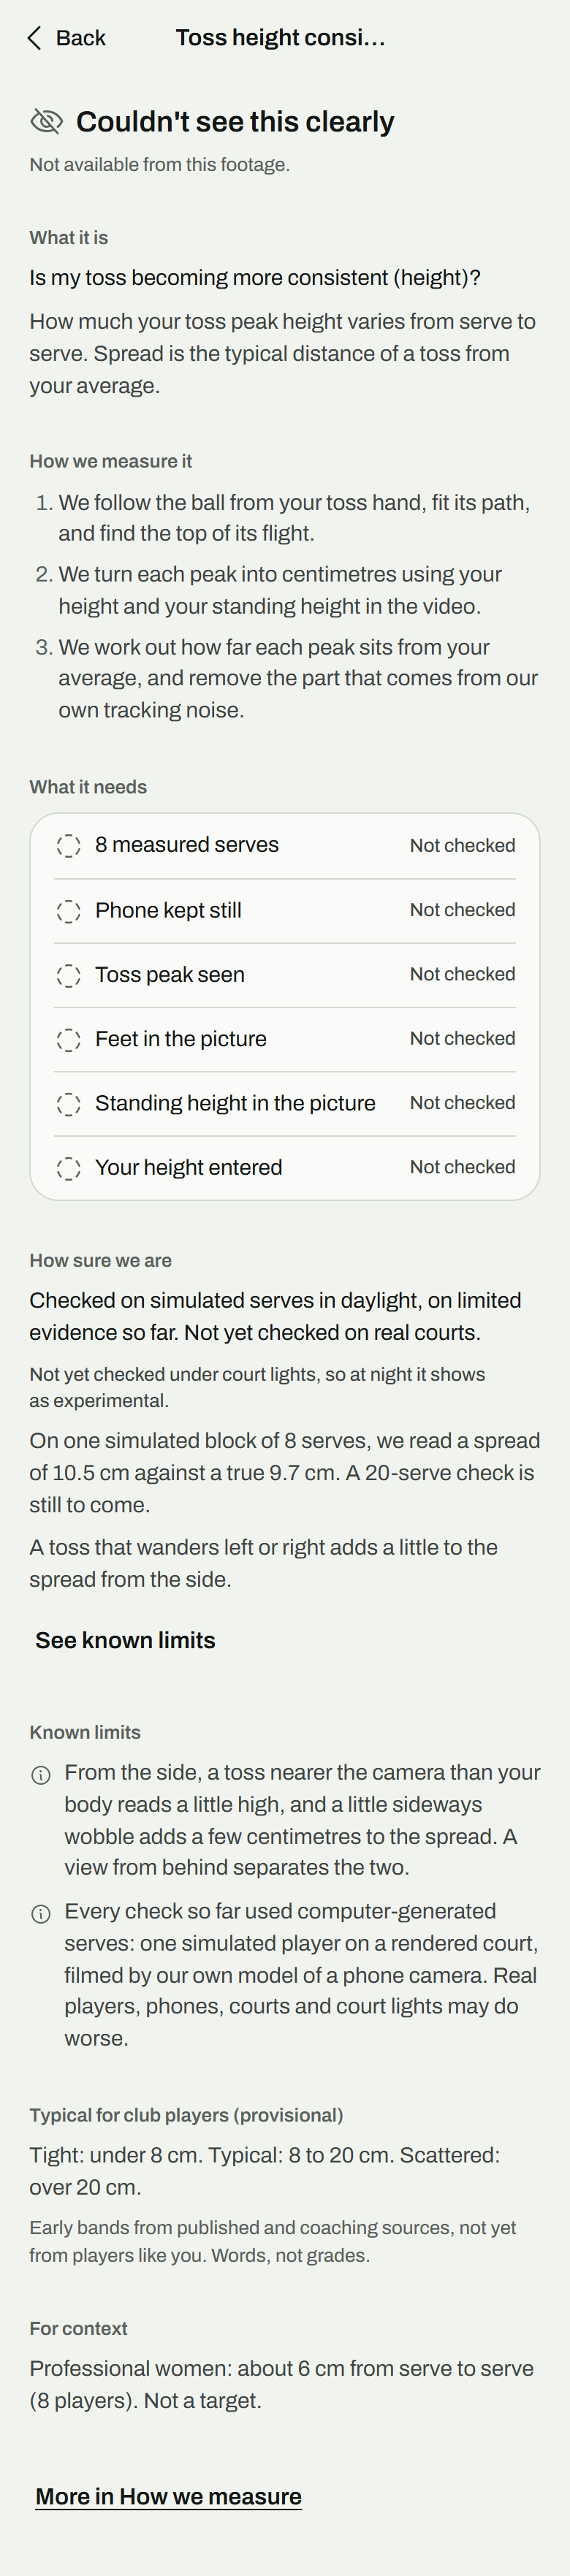 Back
Toss height consi...
Couldn't see this clearly
Not available from this footage.
What it is
Is my toss becoming more consistent (height)?
How much your toss peak height varies from serve to
serve. Spread is the typical distance of a toss from
your average.
How we measure it
1. We follow the ball from your toss hand, fit its path,
and find the top of its flight.
2. We turn each peak into centimetres using your
height and your standing height in the video.
3. We work out how far each peak sits from your
average, and remove the part that comes from our
own tracking noise.
What it needs
8 measured serves Not checked
Phone kept still Not checked
Toss peak seen Not checked
Feet in the picture Not checked
Standing height in the picture Not checked
Your height entered Not checked
How sure we are
Checked on simulated serves in daylight, on limited
evidence so far. Not yet checked on real courts.
Not yet checked under court lights, so at night it shows
as experimental.
On one simulated block of 8 serves, we read a spread
of 10.5 cm against a true 9.7 cm. A 20-serve check is
still to come.
A toss that wanders left or right adds a little to the
spread from the side.
See known limits
Known limits
From the side, a toss nearer the camera than your
body reads a little high, and a little sideways
wobble adds a few centimetres to the spread. A
view from behind separates the two.
Every check so far used computer-generated
serves: one simulated player on a rendered court,
filmed by our own model of a phone camera. Real
players, phones, courts and court lights may do
worse.
Typical for club players (provisional)
Tight: under 8 cm. Typical: 8 to 20 cm. Scattered:
over 20 cm.
Early bands from published and coaching sources, not yet
from players like you. Words, not grades.
For context
Professional women: about 6 cm from serve to serve
(8 players). Not a target.
More in How we measure